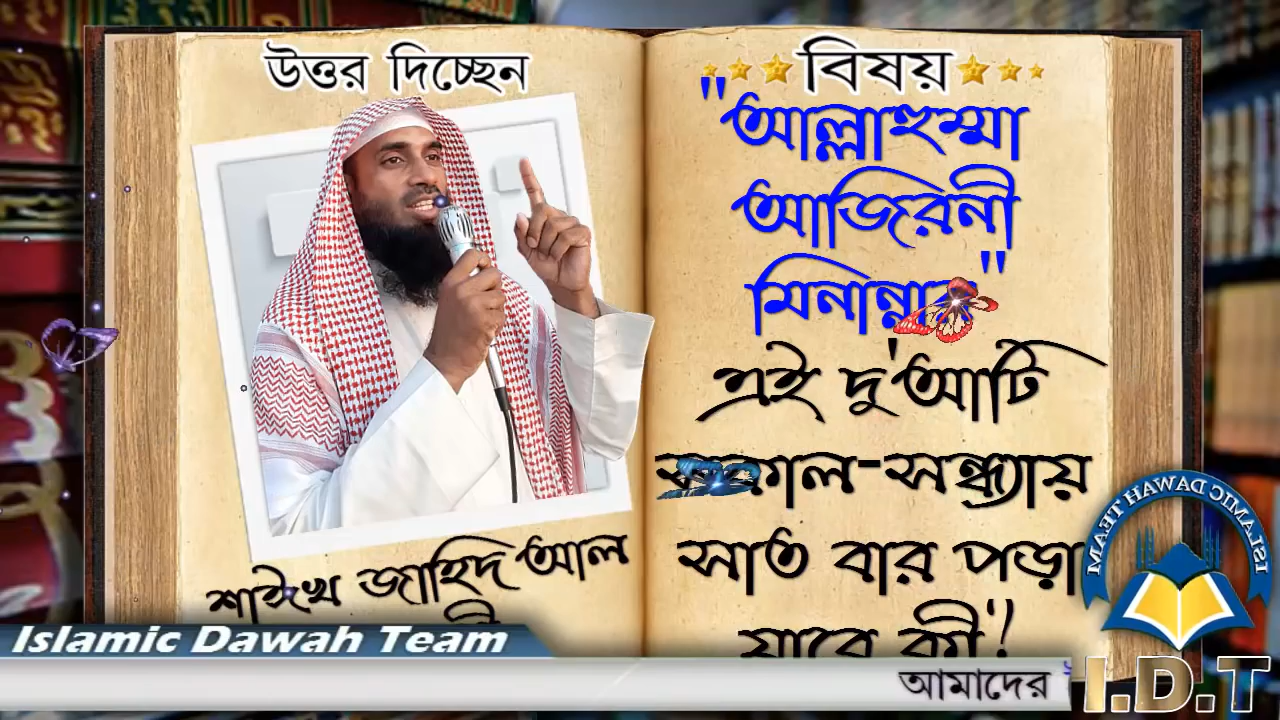 উত্তর দিচ্ছেন
শাঈখ জাহিদ আল
বিষয়
"আল্লাহুম্মা
আজিরনী
মিনান্নার"
এই দু'আটি
সকাল-সন্ধ্যায়
সাত বার পড়া
যাবে কী?
ISLAMIC DAWAH TEAM
I.D.T
Islamic Dawah Team
আমাদের